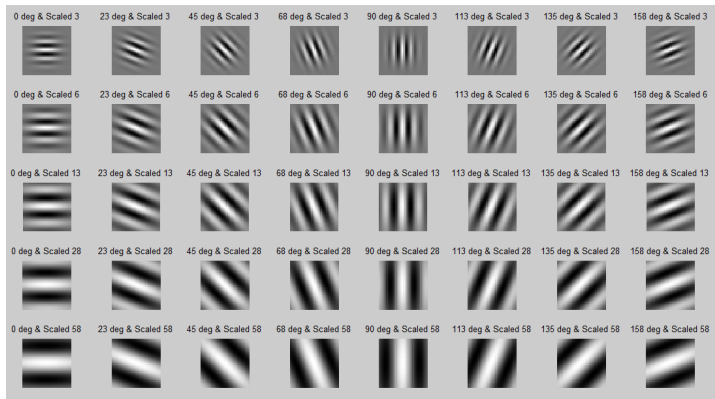 0 deg & Scaled 3 23 deg & Scaled 3 45 deg & Scaled 3 68 deg & Scaled 3 90 deg & Scaled 3 113 deg & Scaled 3 135 deg & Scaled 3 158 deg & Scaled 3
0 deg & Scaled 6 23 deg & Scaled 6 45 deg & Scaled 6 68 deg & Scaled 6 90 deg & Scaled 6 113 deg & Scaled 6 135 deg & Scaled 6 158 deg & Scaled 6
0 deg & Scaled 13 23 deg & Scaled 13 45 deg & Scaled 13 68 deg & Scaled 13 90 deg & Scaled 13 113 deg & Scaled 13 135 deg & Scaled 13 158 deg & Scaled 13
0 deg & Scaled 28 23 deg & Scaled 28 45 deg & Scaled 28 68 deg & Scaled 28 90 deg & Scaled 28 113 deg & Scaled 28 135 deg & Scaled 28 158 deg & Scaled 28
0 deg & Scaled 58 23 deg & Scaled 58 45 deg & Scaled 58 68 deg & Scaled 58 90 deg & Scaled 58 113 deg & Scaled 58 135 deg & Scaled 58 158 deg & Scaled 58